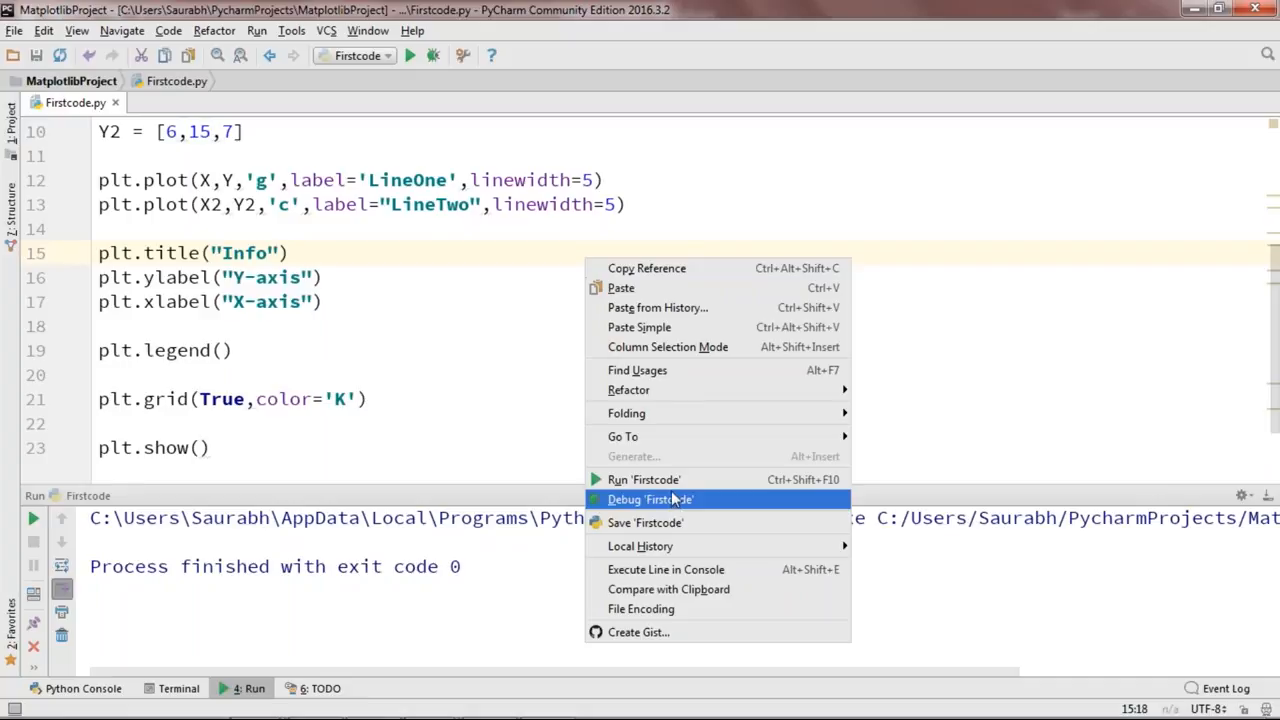 MatplotlibProject - [C:\Users\Saurabh\PycharmProjects\MatplotlibProject] - ...\Firstcode.py - PyCharm Community Edition 2016.3.2
File Edit View Navigate Code Refactor Run Tools VCS Window Help
Firstcode
MatplotlibProject Firstcode.py
Firstcode.py
1: Project
7: Structure
2: Favorites
10 Y2 = [6,15,7]
11
12 plt.plot(X,Y,'g',label='LineOne',linewidth=5)
13 plt.plot(X2,Y2,'c',label="LineTwo",linewidth=5)
14
15 plt.title("Info")
16 plt.ylabel("Y-axis")
17 plt.xlabel("X-axis")
18
19 plt.legend()
20
21 plt.grid(True,color='K')
22
23 plt.show()
Copy Reference Ctrl+Alt+Shift+C
Paste Ctrl+V
Paste from History... Ctrl+Shift+V
Paste Simple Ctrl+Alt+Shift+V
Column Selection Mode Alt+Shift+Insert
Find Usages Alt+F7
Refactor
Folding
Go To
Generate... Alt+Insert
Run 'Firstcode' Ctrl+Shift+F10
Debug 'Firstcode'
Save 'Firstcode'
Local History
Execute Line in Console Alt+Shift+E
Compare with Clipboard
File Encoding
Create Gist...
Run Firstcode
C:\Users\Saurabh\AppData\Local\Programs\Pyth ce C:/Users/Saurabh/PycharmProjects/Mat
Process finished with exit code 0
Python Console Terminal 4: Run 6: TODO Event Log
15:18 n/a UTF-8